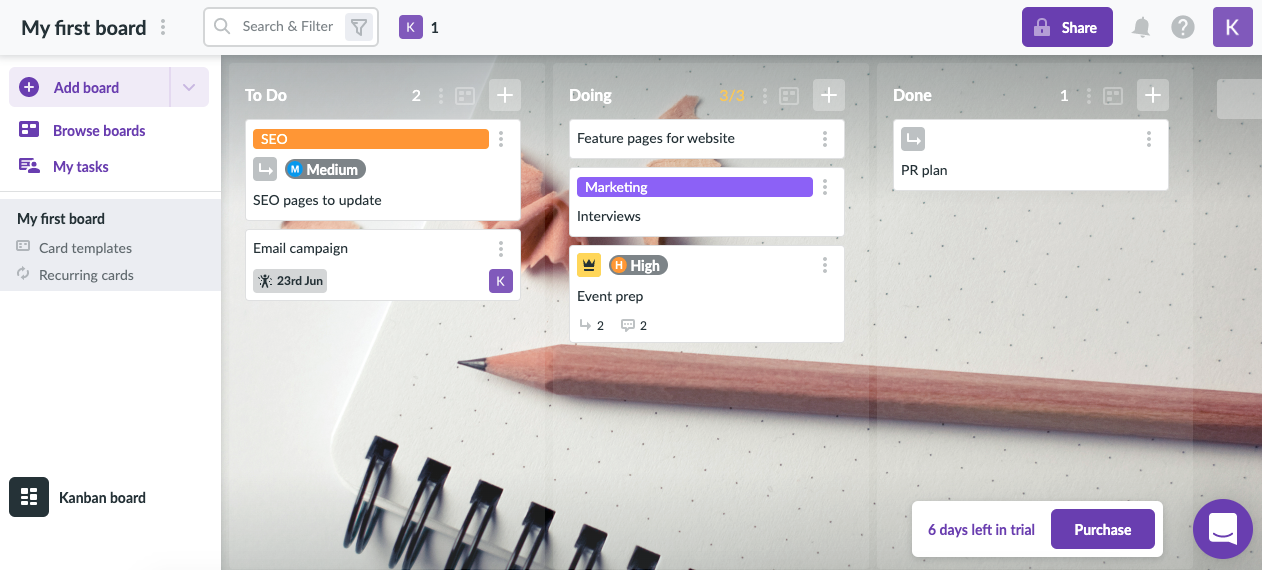 My first board
Search & Filter
K
1
Share
K
Add board
Browse boards
My tasks
My first board
Card templates
Recurring cards
Kanban board
To Do
2
SEO
M Medium
SEO pages to update
Email campaign
23rd Jun
K
Doing
3/3
Feature pages for website
Marketing
Interviews
H High
Event prep
2
2
Done
1
PR plan
6 days left in trial
Purchase